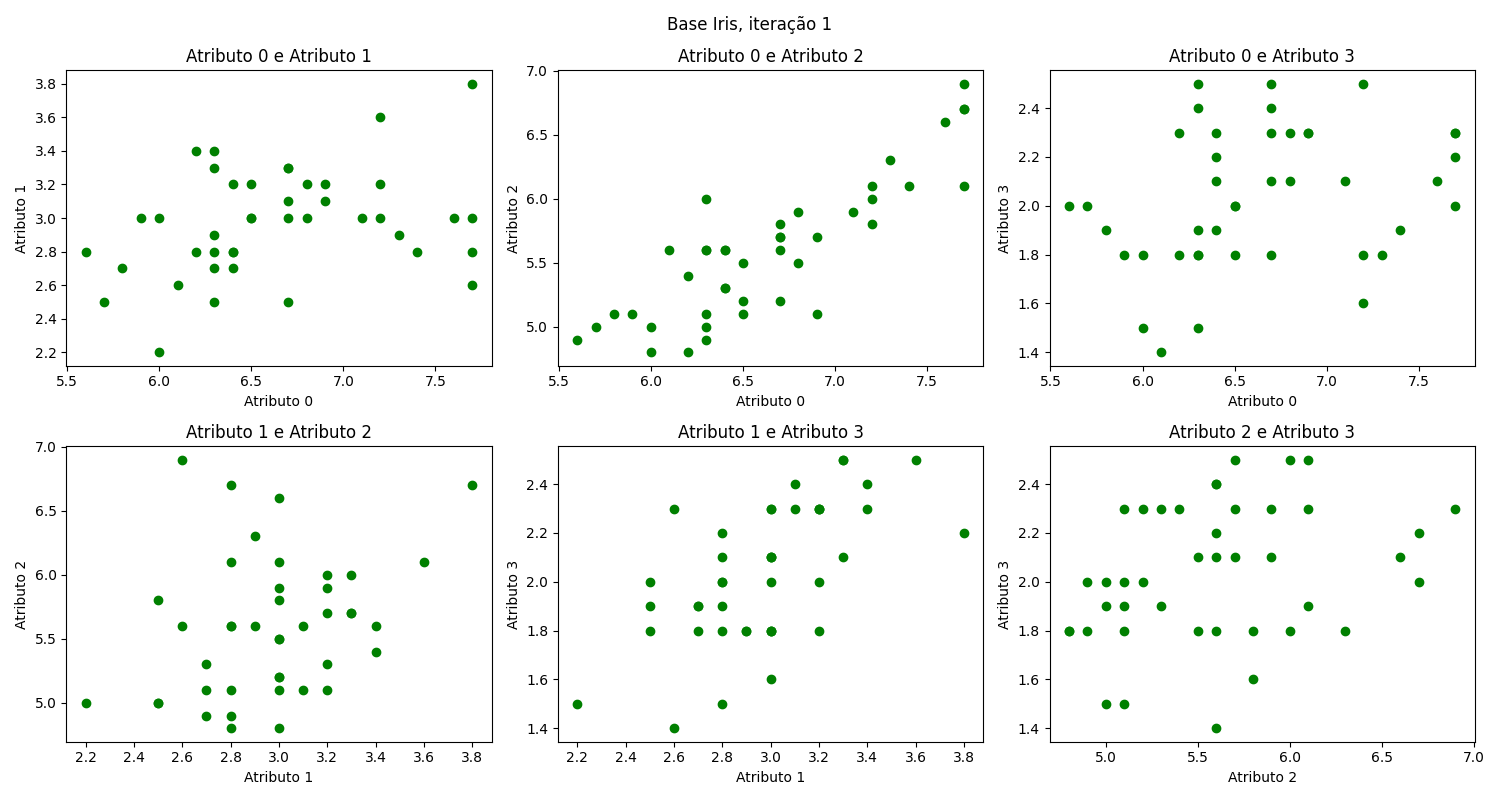 Base Iris, iteração 1
Atributo 0 e Atributo 1
3.8
3.6
3.4
3.2
3.0
2.8
2.6
2.4
2.2
Atributo 1
5.5 6.0 6.5 7.0 7.5
Atributo 0
Atributo 0 e Atributo 2
7.0
6.5
6.0
5.5
5.0
Atributo 2
5.5 6.0 6.5 7.0 7.5
Atributo 0
Atributo 0 e Atributo 3
2.4
2.2
2.0
1.8
1.6
1.4
Atributo 3
5.5 6.0 6.5 7.0 7.5
Atributo 0
Atributo 1 e Atributo 2
7.0
6.5
6.0
5.5
5.0
Atributo 2
2.2 2.4 2.6 2.8 3.0 3.2 3.4 3.6 3.8
Atributo 1
Atributo 1 e Atributo 3
2.4
2.2
2.0
1.8
1.6
1.4
Atributo 3
2.2 2.4 2.6 2.8 3.0 3.2 3.4 3.6 3.8
Atributo 1
Atributo 2 e Atributo 3
2.4
2.2
2.0
1.8
1.6
1.4
Atributo 3
5.0 5.5 6.0 6.5 7.0
Atributo 2